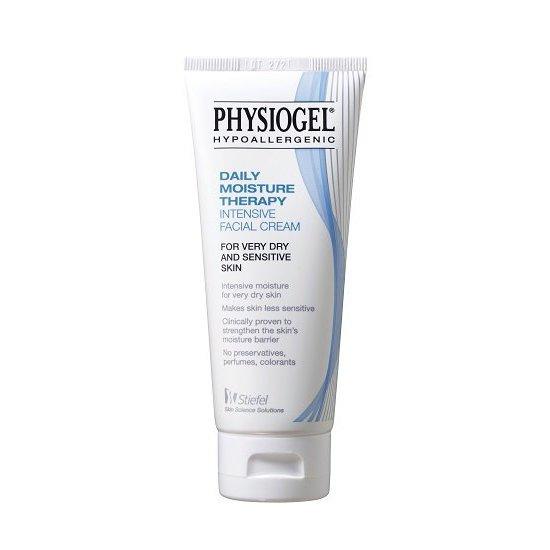 LOT 2721
PHYSIOGEL®
HYPOALLERGENIC
DAILY
MOISTURE
THERAPY
INTENSIVE
FACIAL CREAM
FOR VERY DRY
AND SENSITIVE
SKIN
Intensive moisture
for very dry skin
Makes skin less sensitive
Clinically proven to
strengthen the skin's
moisture barrier
No preservatives,
perfumes, colorants
Stiefel
Skin Science Solutions